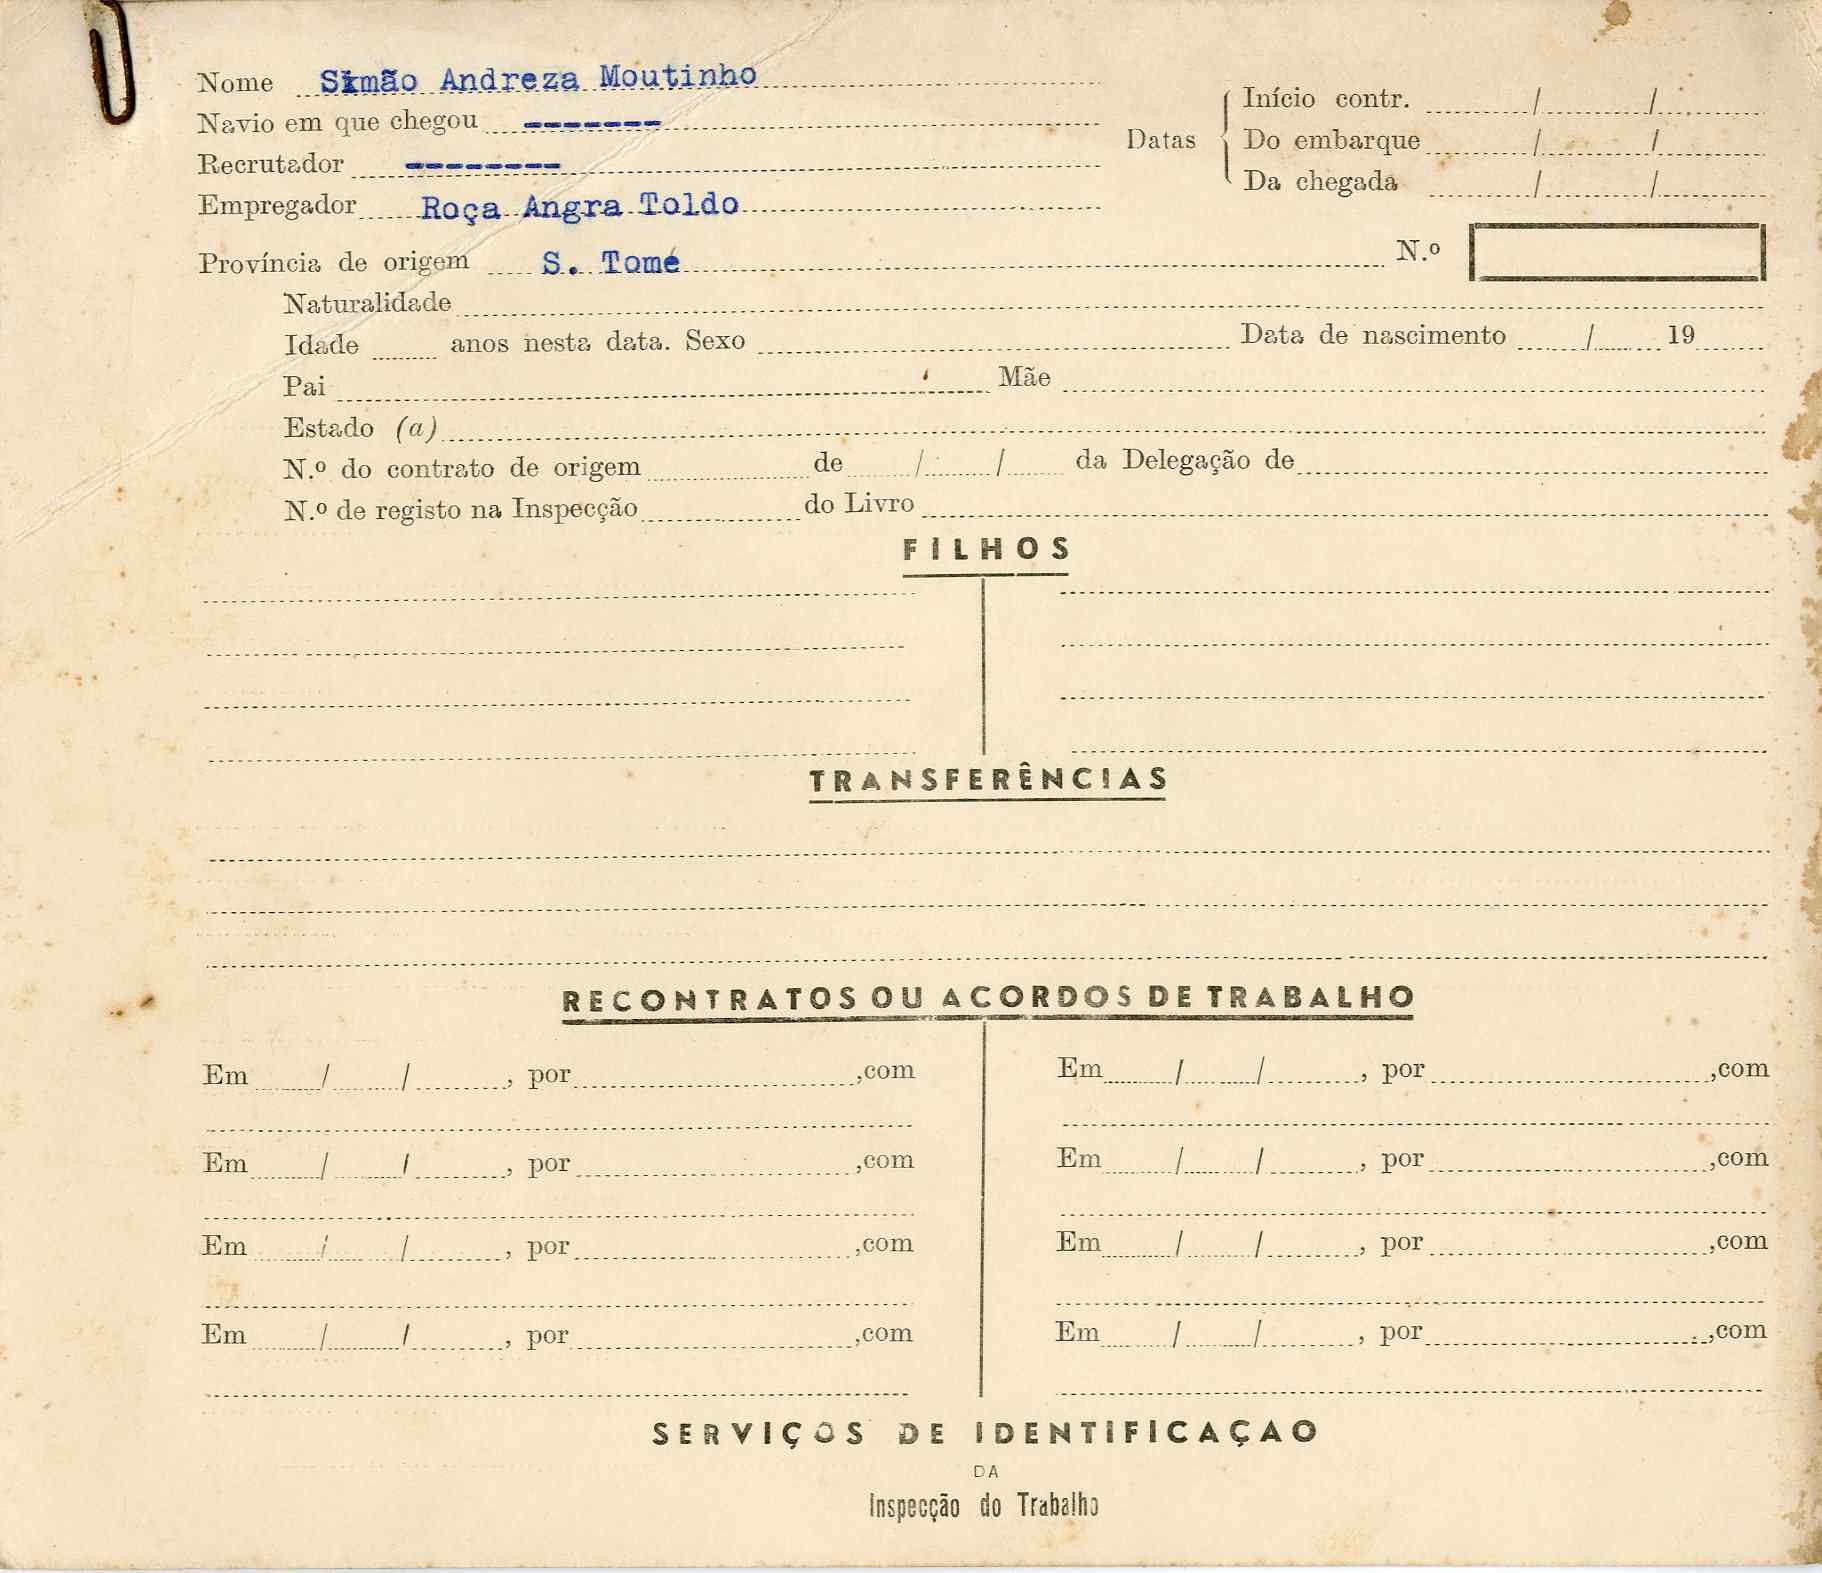 Nome Simão Andreza Moutinho
Navio em que chegou -------
Recrutador --------
Empregador Roça Angra Toldo
Datas
Início contr. / /
Do embarque / /
Da chegada / /
Província de origem S. Tomé N.º
Naturalidade
Idade anos nesta data. Sexo Data de nascimento / 19
Pai Mãe
Estado (a)
N.º do contrato de origem de / / da Delegação de
N.º de registo na Inspecção do Livro
FILHOS
TRANSFERÊNCIAS
RECONTRATOS OU ACORDOS DE TRABALHO
Em / / , por ,com Em / / , por ,com
Em / / , por ,com Em / / , por ,com
Em / / , por ,com Em / / , por ,com
Em / / , por ,com Em / / , por ,com
SERVIÇOS DE IDENTIFICAÇAO
DA
Inspecção do Trabalho